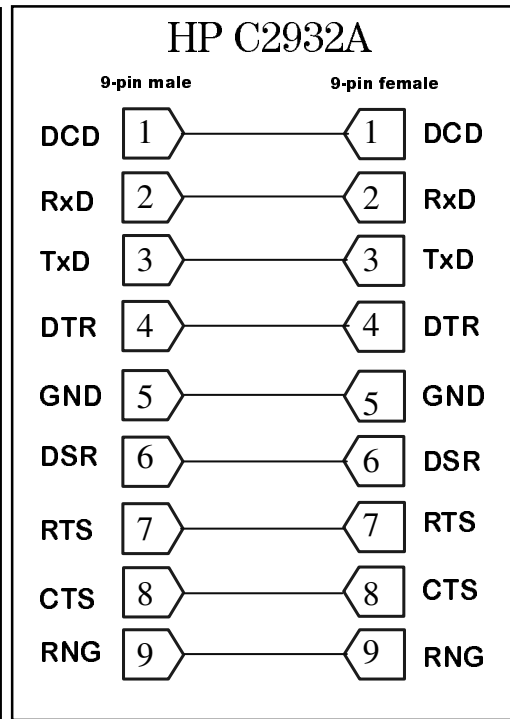 HP C2932A
9-pin male 9-pin female
DCD 1 1 DCD
RxD 2 2 RxD
TxD 3 3 TxD
DTR 4 4 DTR
GND 5 5 GND
DSR 6 6 DSR
RTS 7 7 RTS
CTS 8 8 CTS
RNG 9 9 RNG